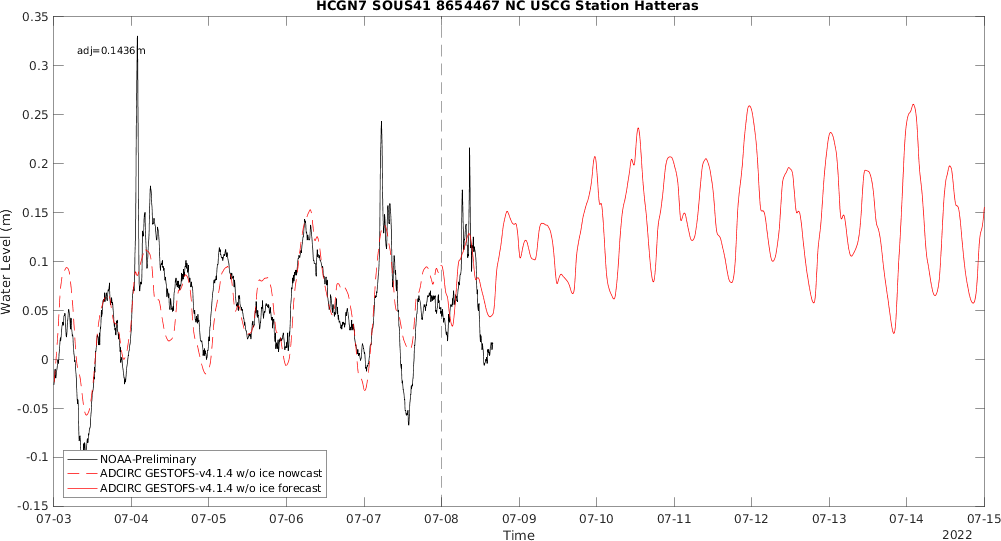 HCGN7 SOUS41 8654467 NC USCG Station Hatteras
adj=0.1436m
Water Level (m)
0.35
0.3
0.25
0.2
0.15
0.1
0.05
0
-0.05
-0.1
-0.15
NOAA-Preliminary
ADCIRC GESTOFS-v4.1.4 w/o ice nowcast
ADCIRC GESTOFS-v4.1.4 w/o ice forecast
07-03 07-04 07-05 07-06 07-07 07-08 07-09 07-10 07-11 07-12 07-13 07-14 07-15
Time
2022